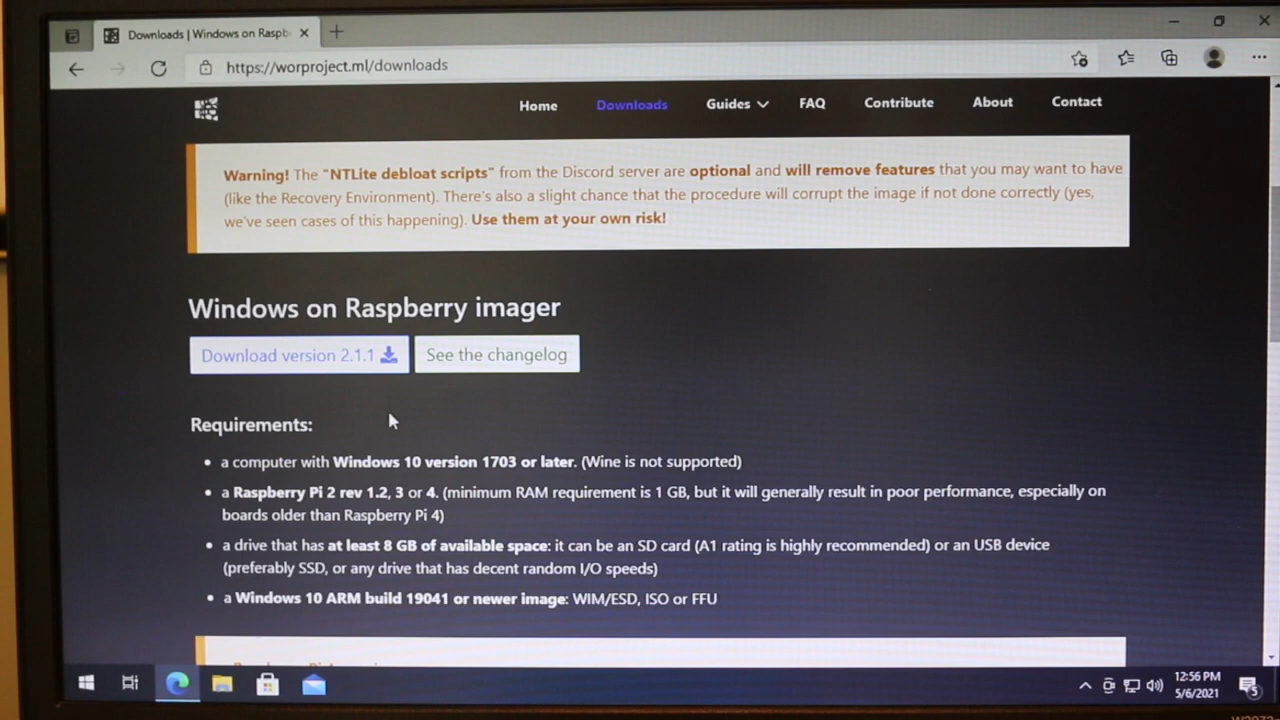 Downloads | Windows on Raspb
https://worproject.ml/downloads
Home Downloads Guides FAQ Contribute About Contact
Warning! The "NTLite debloat scripts" from the Discord server are optional and will remove features that you may want to have
(like the Recovery Environment). There's also a slight chance that the procedure will corrupt the image if not done correctly (yes,
we've seen cases of this happening). Use them at your own risk!
Windows on Raspberry imager
Download version 2.1.1 See the changelog
Requirements:
a computer with Windows 10 version 1703 or later. (Wine is not supported)
a Raspberry Pi 2 rev 1.2, 3 or 4. (minimum RAM requirement is 1 GB, but it will generally result in poor performance, especially on
boards older than Raspberry Pi 4)
a drive that has at least 8 GB of available space: it can be an SD card (A1 rating is highly recommended) or an USB device
(preferably SSD, or any drive that has decent random I/O speeds)
a Windows 10 ARM build 19041 or newer image: WIM/ESD, ISO or FFU
12:56 PM
5/6/2021
5